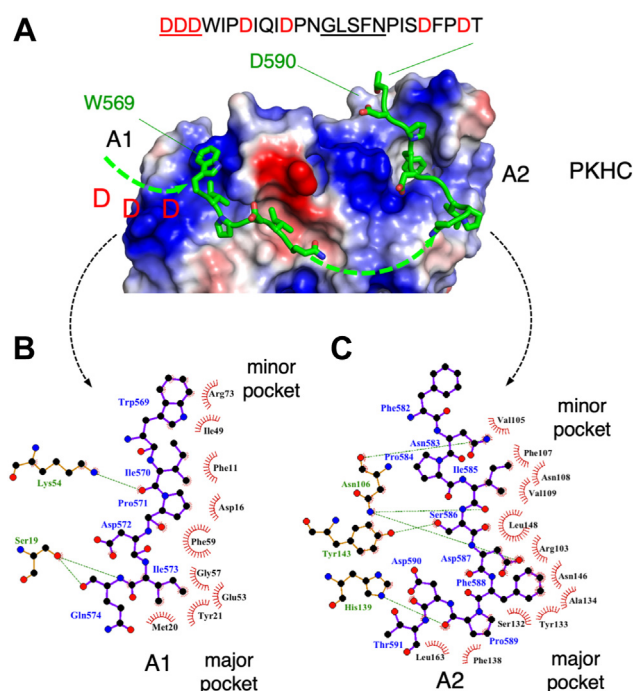 A
DDDWIPDIQIDPNGLSFNPISDFPDT
D590
W569
A1
A2
PKHC
D
D
D
B
C
minor
pocket
Trp569
Arg73
Ile49
Ile570
Phe11
Lys54
Pro571
Asp16
Asp572
Phe59
Ser19
Ile573
Gly57
Glu53
Gln574
Tyr21
Met20
A1
major
pocket
Phe582
Val105
minor
pocket
Asn583
Pro584
Phe107
Ile585
Asn108
Asn106
Val109
Ser586
Leu148
Tyr143
Asp587
Arg103
Asp590
Asn146
Phe588
Ala134
His139
Ser132
Tyr133
Thr591
Pro589
Leu163
Phe138
A2
major
pocket